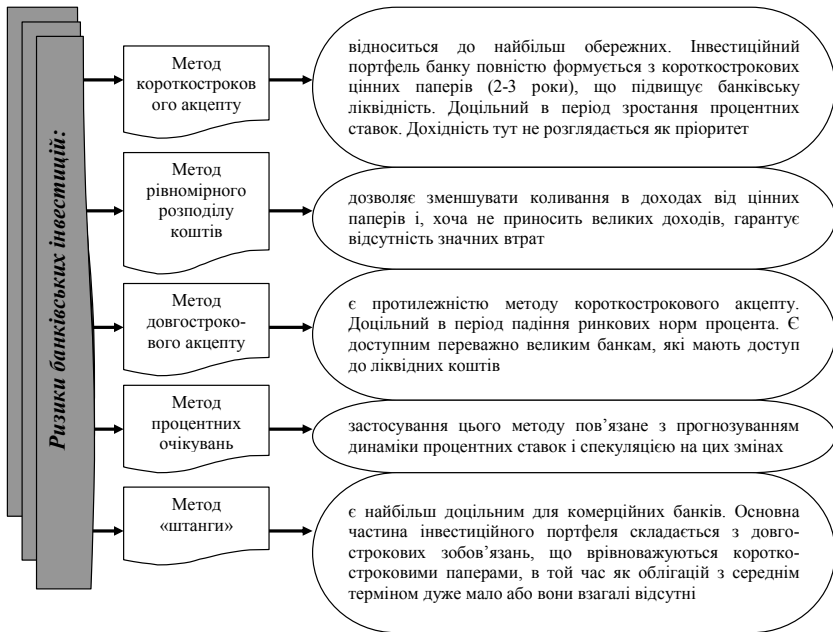 Ризики банківських інвестицій:
Метод
короткостроков
ого акцепту
відноситься до найбільш обережних. Інвестиційний
портфель банку повністю формується з короткострокових
цінних паперів (2-3 роки), що підвищує банківську
ліквідність. Доцільний в період зростання процентних
ставок. Дохідність тут не розглядається як пріоритет
Метод
рівномірного
розподілу
коштів
дозволяє зменшувати коливання в доходах від цінних
паперів і, хоча не приносить великих доходів, гарантує
відсутність значних втрат
Метод
довгостроко-
вого акцепту
є протилежністю методу короткострокового акцепту.
Доцільний в період падіння ринкових норм процента. Є
доступним переважно великим банкам, які мають доступ
до ліквідних коштів
Метод
процентних
очікувань
застосування цього методу пов’язане з прогнозуванням
динаміки процентних ставок і спекуляцією на цих змінах
Метод
«штанги»
є найбільш доцільним для комерційних банків. Основна
частина інвестиційного портфеля складається з довго-
строкових зобов’язань, що врівноважуються коротко-
строковими паперами, в той час як облігацій з середнім
терміном дуже мало або вони взагалі відсутні